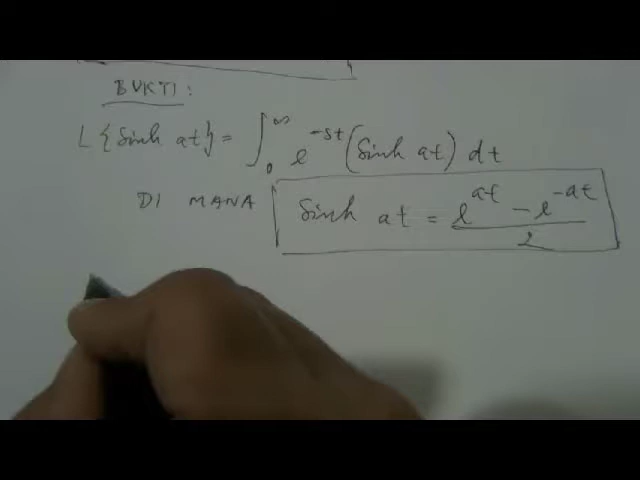 BUKTI:
L{sinh at} = ∫₀^∞ e^{-st} (sinh at) dt
DI MANA sinh at = (e^{at} - e^{-at})/2